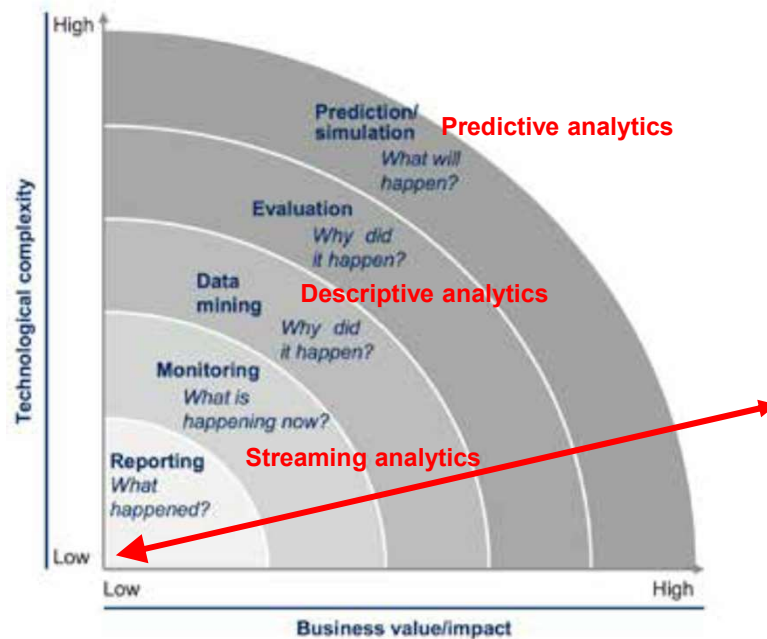 High
Prediction/
simulation
Predictive analytics
What will
happen?
Evaluation
Why did
it happen?
Data
mining
Descriptive analytics
Why did
it happen?
Monitoring
What is
happening now?
Reporting
Streaming analytics
What
happened?
Technological complexity
Low
Low
High
Business value/impact